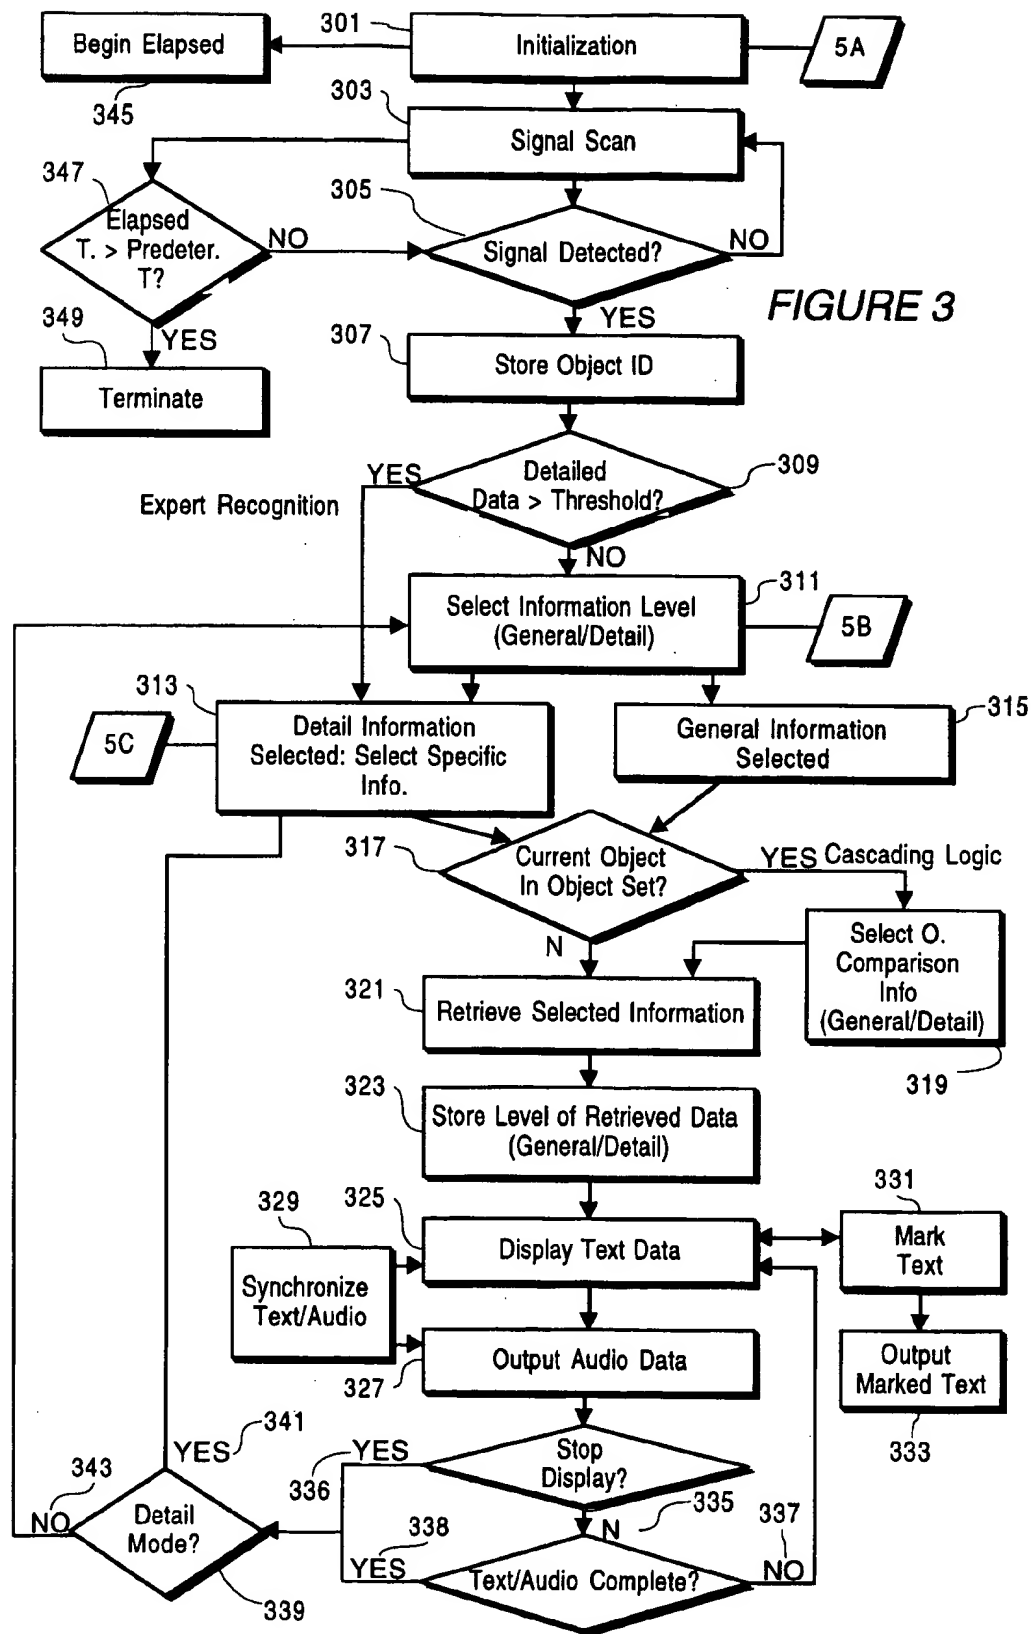 301
Begin Elapsed
Initialization
5A
345
303
Signal Scan
347
305
Elapsed
T. > Predeter.
T?
NO
Signal Detected?
NO
FIGURE 3
349
YES
307
YES
Terminate
Store Object ID
YES
Detailed
Data > Threshold?
309
Expert Recognition
NO
311
Select Information Level
(General/Detail)
5B
313
315
5C
Detail Information
Selected: Select Specific
Info.
General Information
Selected
317
Current Object
In Object Set?
YES
Cascading Logic
N
Select O.
Comparison
Info
(General/Detail)
319
321
Retrieve Selected Information
323
Store Level of Retrieved Data
(General/Detail)
329
325
331
Synchronize
Text/Audio
Display Text Data
Mark
Text
327
Output Audio Data
Output
Marked Text
333
341
YES
336
YES
Stop
Display?
343
NO
Detail
Mode?
335
N
337
338
YES
Text/Audio Complete?
NO
339